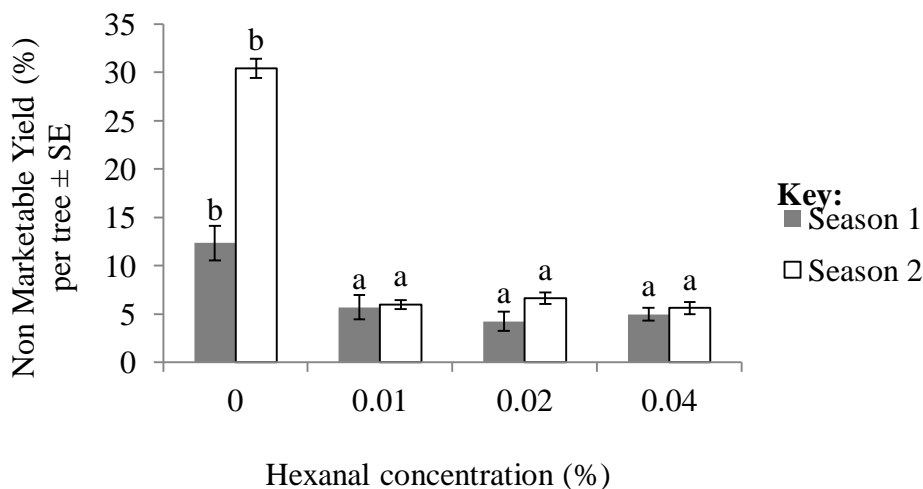 Non Marketable Yield (%)
per tree ± SE
35
30
25
20
15
10
5
0
b
b
a
a
a
a
a
a
0
0.01
0.02
0.04
Hexanal concentration (%)
Key:
Season 1
Season 2